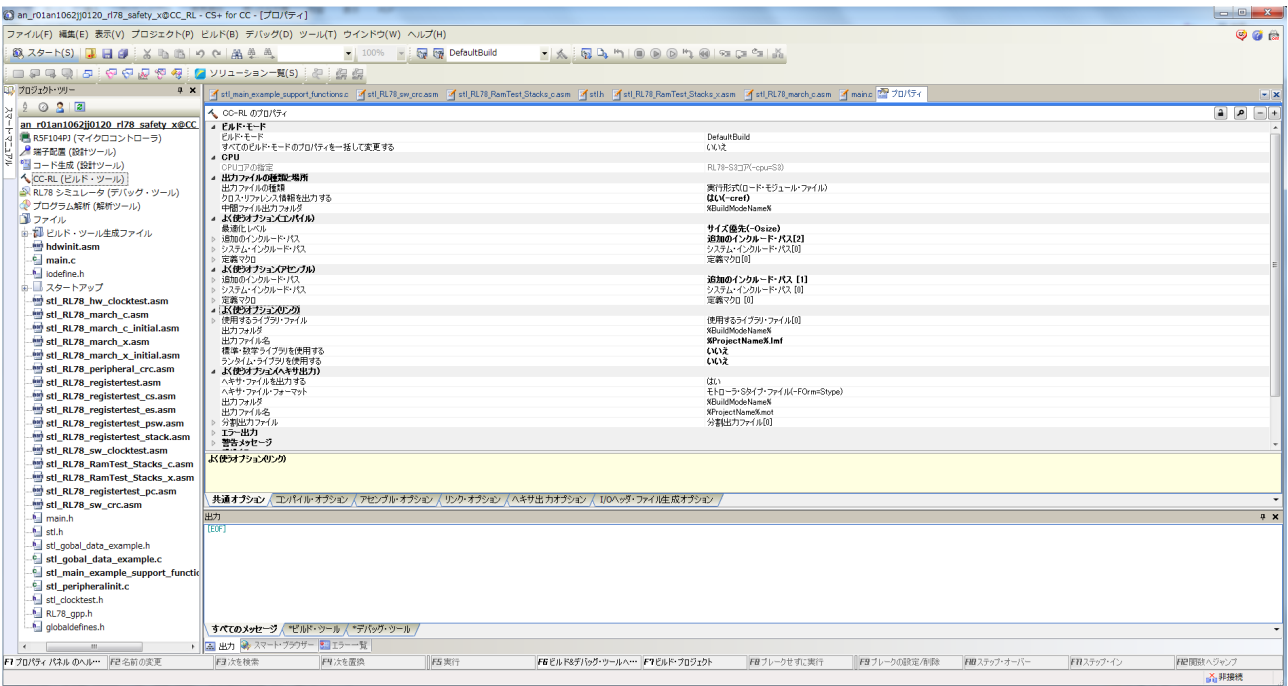 an_r01an1062jj0120_rl78_safety_x@CC_RL - CS+ for CC - [プロパティ]
ファイル(F) 編集(E) 表示(V) プロジェクト(P) ビルド(B) デバッグ(D) ツール(T) ウインドウ(W) ヘルプ(H)
スタート(S) 100% DefaultBuild
ソリューション一覧(S)
スマート・マニュアル
プロジェクト・ツリー
an_r01an1062jj0120_rl78_safety_x@CC
R5F104PJ (マイクロコントローラ)
端子配置 (設計ツール)
コード生成 (設計ツール)
CC-RL (ビルド・ツール)
RL78 シミュレータ (デバッグ・ツール)
プログラム解析 (解析ツール)
ファイル
ビルド・ツール生成ファイル
hdwinit.asm
main.c
iodefine.h
スタートアップ
stl_RL78_hw_clocktest.asm
stl_RL78_march_c.asm
stl_RL78_march_c_initial.asm
stl_RL78_march_x.asm
stl_RL78_march_x_initial.asm
stl_RL78_peripheral_crc.asm
stl_RL78_registertest.asm
stl_RL78_registertest_cs.asm
stl_RL78_registertest_es.asm
stl_RL78_registertest_psw.asm
stl_RL78_registertest_stack.asm
stl_RL78_sw_clocktest.asm
stl_RL78_RamTest_Stacks_c.asm
stl_RL78_RamTest_Stacks_x.asm
stl_RL78_registertest_pc.asm
stl_RL78_sw_crc.asm
main.h
stl.h
stl_gobal_data_example.h
stl_gobal_data_example.c
stl_main_example_support_functio
stl_peripheralinit.c
stl_clocktest.h
RL78_gpp.h
globaldefines.h
stl_main_example_support_functions.c stl_RL78_sw_crc.asm stl_RL78_RamTest_Stacks_c.asm stl.h stl_RL78_RamTest_Stacks_x.asm stl_RL78_march_c.asm main.c プロパティ
CC-RL のプロパティ
ビルド・モード
ビルド・モード DefaultBuild
すべてのビルド・モードのプロパティを一括して変更する いいえ
CPU
CPUコアの指定 RL78-S3コア(-cpu=S3)
出力ファイルの種類と場所
出力ファイルの種類 実行形式(ロード・モジュール・ファイル)
クロス・リファレンス情報を出力する はい(-cref)
中間ファイル出力フォルダ %BuildModeName%
よく使うオプション(コンパイル)
最適化レベル サイズ優先(-Osize)
追加のインクルード・パス 追加のインクルード・パス[2]
システム・インクルード・パス システム・インクルード・パス[0]
定義マクロ 定義マクロ[0]
よく使うオプション(アセンブル)
追加のインクルード・パス 追加のインクルード・パス [1]
システム・インクルード・パス システム・インクルード・パス [0]
定義マクロ 定義マクロ [0]
よく使うオプション(リンク)
使用するライブラリ・ファイル 使用するライブラリ・ファイル[0]
出力フォルダ %BuildModeName%
出力ファイル名 %ProjectName%.lmf
標準・数学ライブラリを使用する いいえ
ランタイム・ライブラリを使用する いいえ
よく使うオプション(ヘキサ出力)
ヘキサ・ファイルを出力する はい
ヘキサ・ファイル・フォーマット モトローラ・Sタイプ・ファイル(-FOrm=Stype)
出力フォルダ %BuildModeName%
出力ファイル名 %ProjectName%.mot
分割出力ファイル 分割出力ファイル[0]
エラー出力
警告メッセージ
よく使うオプション(リンク)
共通オプション コンパイル・オプション アセンブル・オプション リンク・オプション ヘキサ出力オプション I/Oヘッダ・ファイル生成オプション
出力
[EOF]
すべてのメッセージ *ビルド・ツール *デバッグ・ツール
出力 スマート・ブラウザー エラー一覧
F1 プロパティ パネル のヘル… F2 名前の変更 F3 次を検索 F4 次を置換 F5 実行 F6 ビルド&デバッグ・ツールへ… F7 ビルド・プロジェクト F8 ブレークせずに実行 F9 ブレークの設定/削除 F10 ステップ・オーバー F11 ステップ・イン F12 関数へジャンプ
非接続